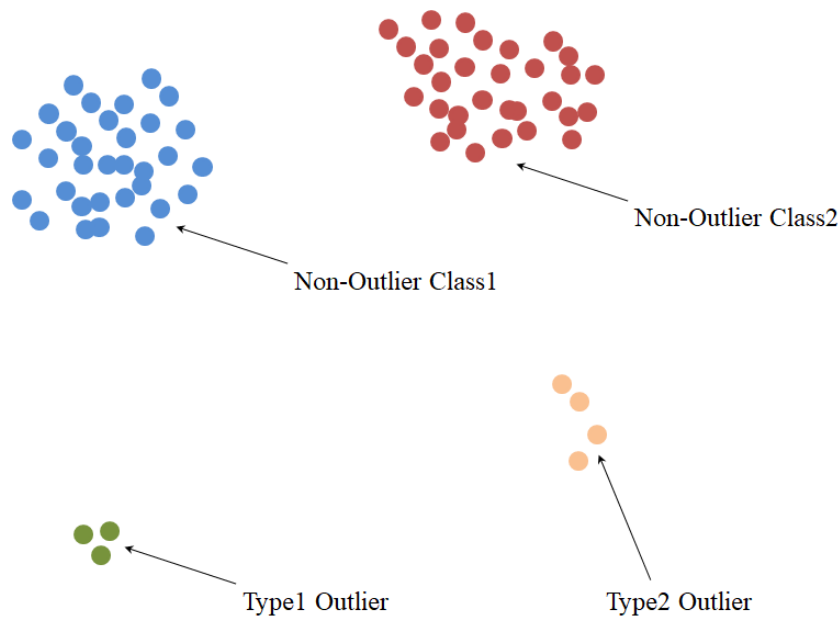 Non-Outlier Class2
Non-Outlier Class1
Type1 Outlier
Type2 Outlier